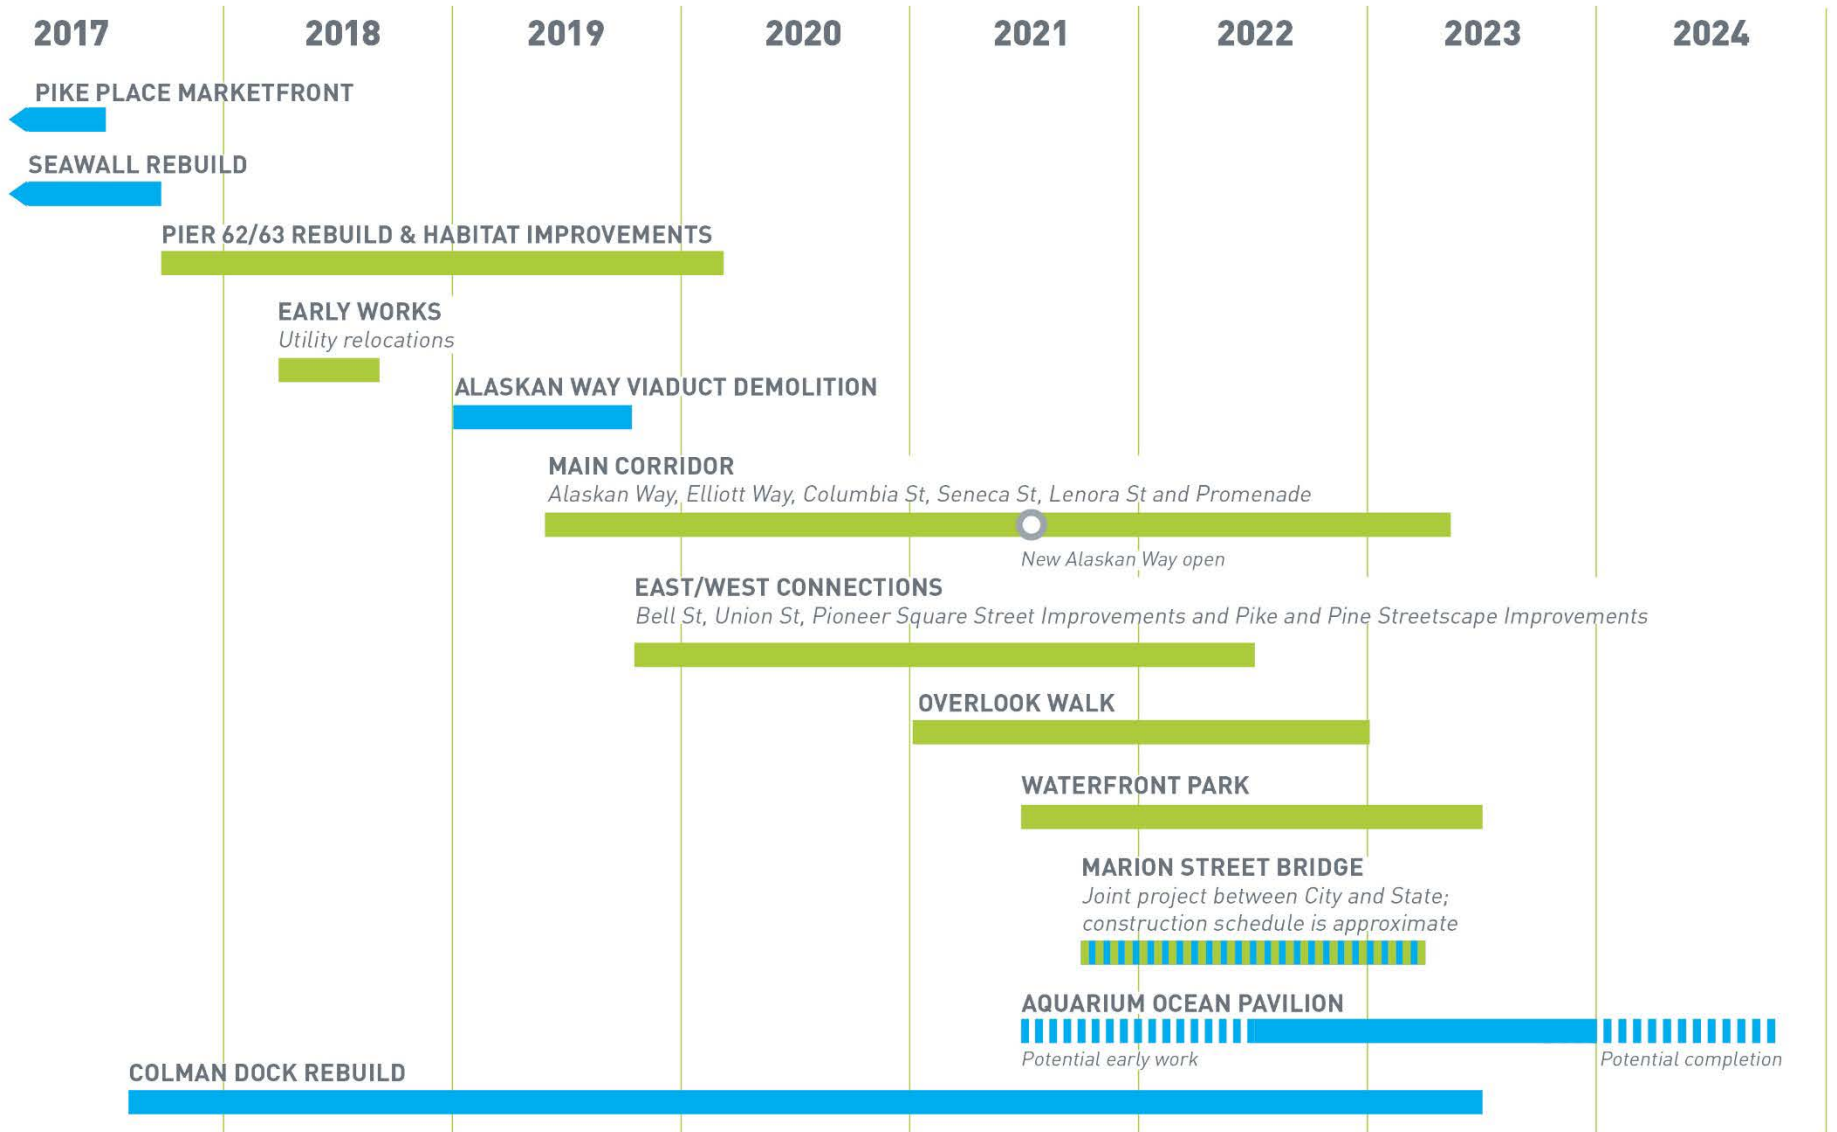 2017 2018 2019 2020 2021 2022 2023 2024
PIKE PLACE MARKETFRONT
SEAWALL REBUILD
PIER 62/63 REBUILD & HABITAT IMPROVEMENTS
EARLY WORKS
Utility relocations
ALASKAN WAY VIADUCT DEMOLITION
MAIN CORRIDOR
Alaskan Way, Elliott Way, Columbia St, Seneca St, Lenora St and Promenade
New Alaskan Way open
EAST/WEST CONNECTIONS
Bell St, Union St, Pioneer Square Street Improvements and Pike and Pine Streetscape Improvements
OVERLOOK WALK
WATERFRONT PARK
MARION STREET BRIDGE
Joint project between City and State;
construction schedule is approximate
AQUARIUM OCEAN PAVILION
Potential early work
Potential completion
COLMAN DOCK REBUILD